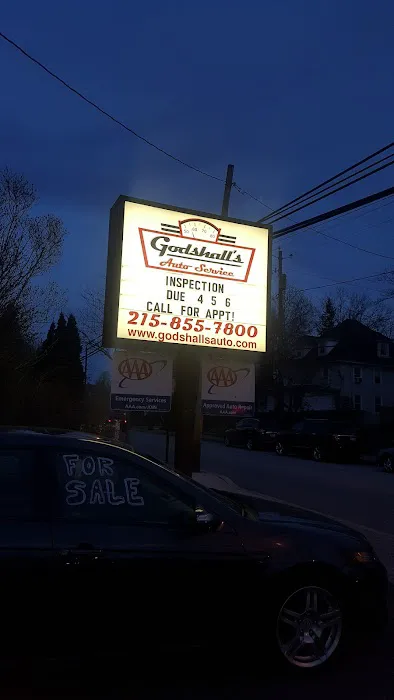 Godshall's
Auto Service
INSPECTION
DUE 4 5 6
CALL FOR APPT!
215-855-7800
www.godshallsauto.com
AAA
Emergency Services
AAA
Approved Auto Repair
FOR
SALE